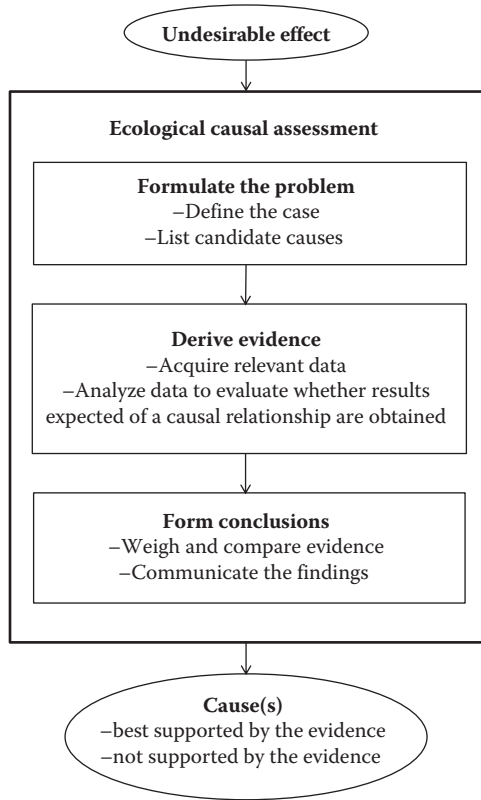 Undesirable effect
Ecological causal assessment
Formulate the problem
–Define the case
–List candidate causes
Derive evidence
–Acquire relevant data
–Analyze data to evaluate whether results
expected of a causal relationship are obtained
Form conclusions
–Weigh and compare evidence
–Communicate the findings
Cause(s)
–best supported by the evidence
–not supported by the evidence